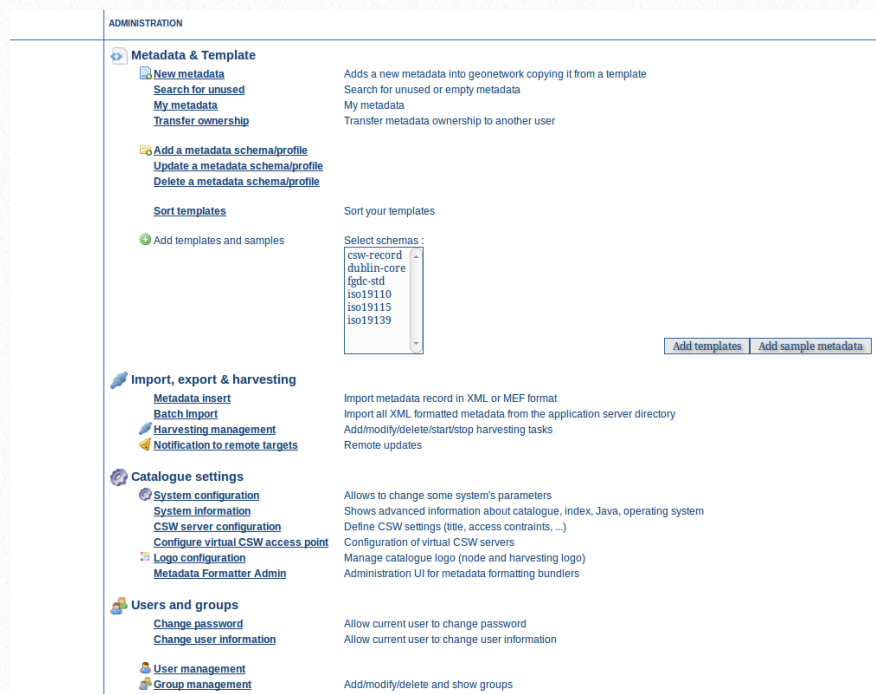 ADMINISTRATION
Metadata & Template
New metadata Adds a new metadata into geonetwork copying it from a template
Search for unused Search for unused or empty metadata
My metadata My metadata
Transfer ownership Transfer metadata ownership to another user
Add a metadata schema/profile
Update a metadata schema/profile
Delete a metadata schema/profile
Sort templates Sort your templates
Add templates and samples Select schemas :
csw-record
dublin-core
fgdc-std
iso19110
iso19115
iso19139
Add templates Add sample metadata
Import, export & harvesting
Metadata insert Import metadata record in XML or MEF format
Batch Import Import all XML formatted metadata from the application server directory
Harvesting management Add/modify/delete/start/stop harvesting tasks
Notification to remote targets Remote updates
Catalogue settings
System configuration Allows to change some system's parameters
System information Shows advanced information about catalogue, index, Java, operating system
CSW server configuration Define CSW settings (title, access contraints, ...)
Configure virtual CSW access point Configuration of virtual CSW servers
Logo configuration Manage catalogue logo (node and harvesting logo)
Metadata Formatter Admin Administration UI for metadata formatting bundlers
Users and groups
Change password Allow current user to change password
Change user information Allow current user to change user information
User management
Group management Add/modify/delete and show groups